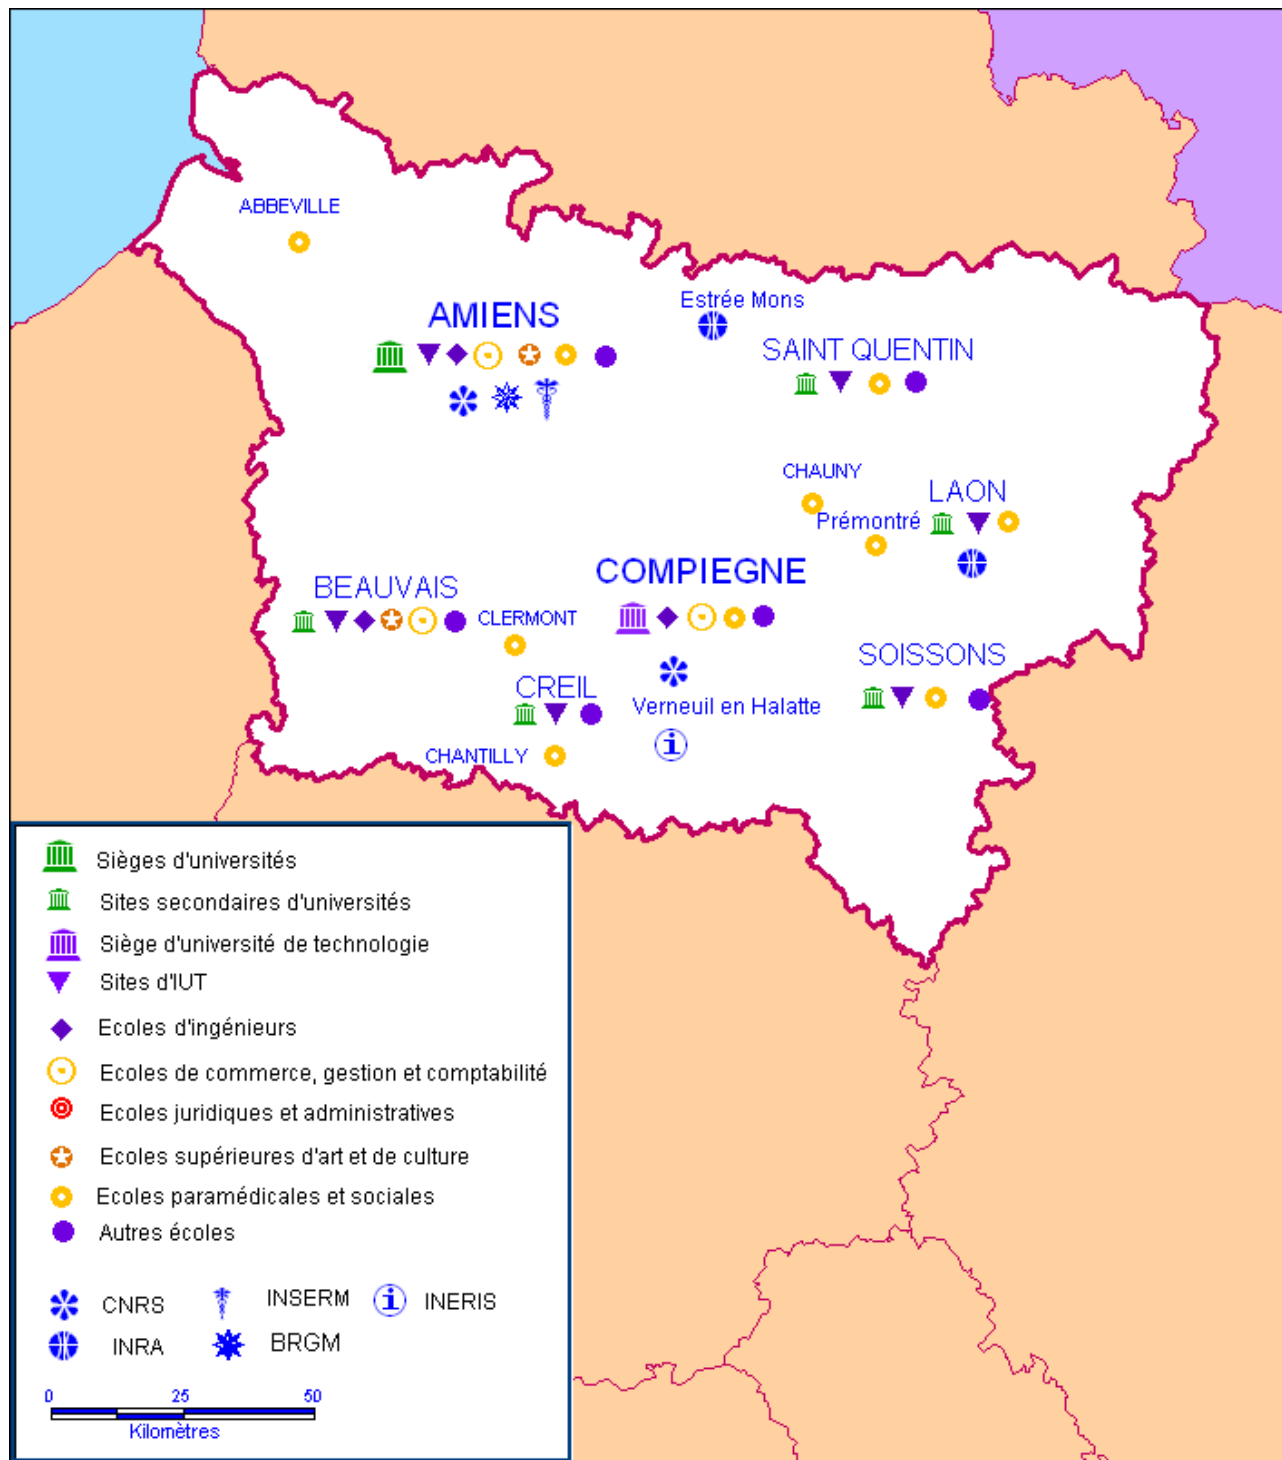 ABBEVILLE
Estrée Mons
AMIENS
SAINT QUENTIN
CHAUNY
LAON
Prémontré
COMPIEGNE
BEAUVAIS
CLERMONT
SOISSONS
CREIL
Verneuil en Halatte
CHANTILLY
Sièges d'universités
Sites secondaires d'universités
Siège d'université de technologie
Sites d'IUT
Ecoles d'ingénieurs
Ecoles de commerce, gestion et comptabilité
Ecoles juridiques et administratives
Ecoles supérieures d'art et de culture
Ecoles paramédicales et sociales
Autres écoles
CNRS INSERM INERIS
INRA BRGM
0 25 50
Kilomètres